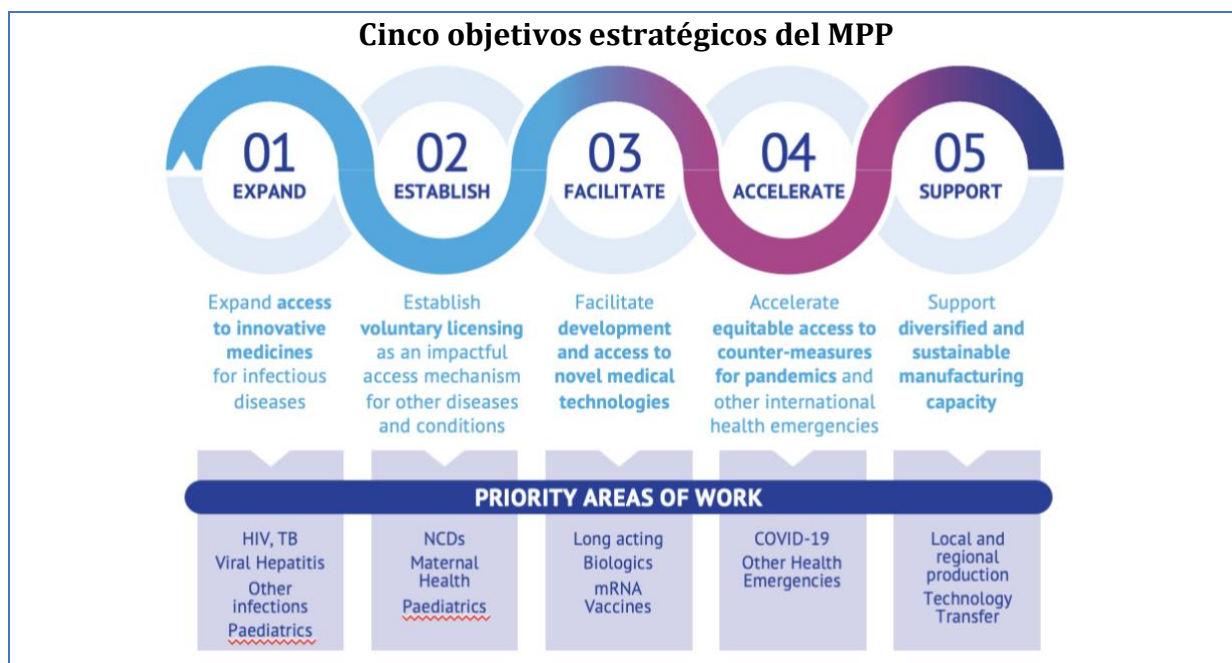 Cinco objetivos estratégicos del MPP
01
EXPAND
02
ESTABLISH
03
FACILITATE
04
ACCELERATE
05
SUPPORT
Expand access
to innovative
medicines
for infectious
diseases
Establish
voluntary licensing
as an impactful
access mechanism
for other diseases
and conditions
Facilitate
development
and access to
novel medical
technologies
Accelerate
equitable access to
counter-measures
for pandemics and
other international
health emergencies
Support
diversified and
sustainable
manufacturing
capacity
PRIORITY AREAS OF WORK
HIV, TB
Viral Hepatitis
Other
infections
Paediatrics
NCDs
Maternal
Health
Paediatrics
Long acting
Biologics
mRNA
Vaccines
COVID-19
Other Health
Emergencies
Local and
regional
production
Technology
Transfer